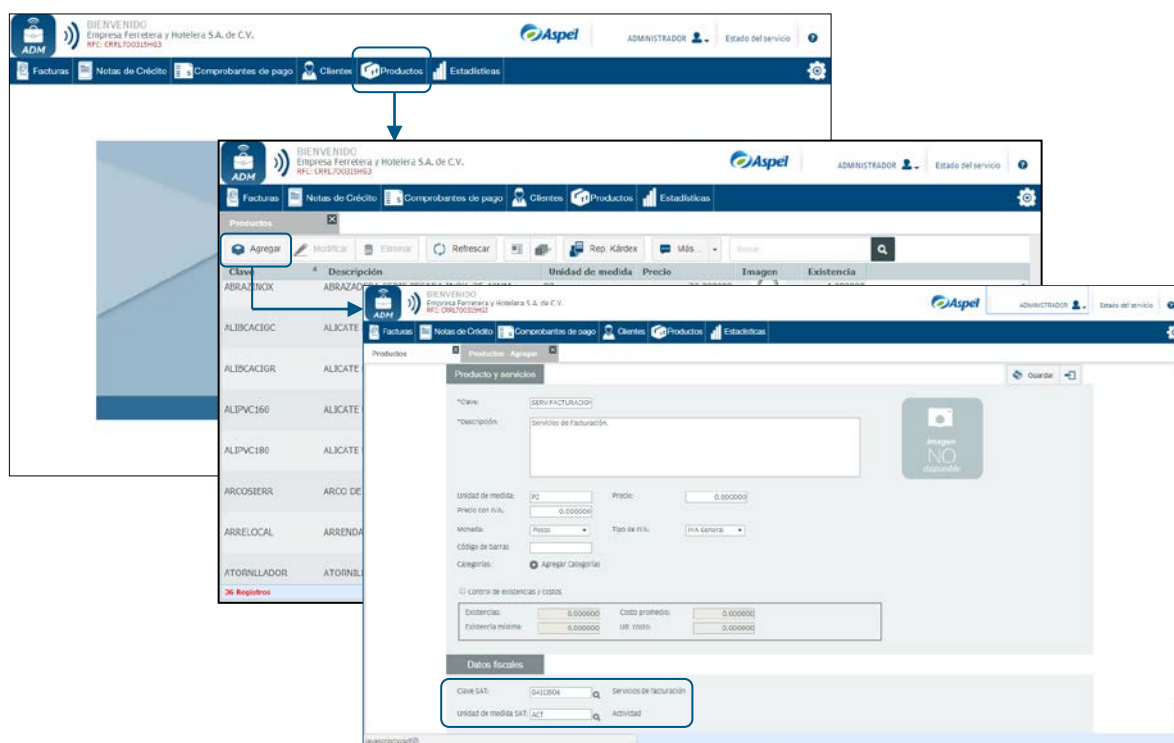 BIENVENIDO
Empresa Ferretera y Hotelera S.A. de C.V.
RFC: CRRL700315HG3
ADM
Aspel
ADMINISTRADOR
Estado del servicio
Facturas Notas de Crédito Comprobantes de pago Clientes Productos Estadísticas
BIENVENIDO
Empresa Ferretera y Hotelera S.A. de C.V.
RFC: CRRL700315HG3
ADM
Aspel
ADMINISTRADOR
Estado del servicio
Facturas Notas de Crédito Comprobantes de pago Clientes Productos Estadísticas
Productos
Agregar Modificar Eliminar Refrescar Rep. Kárdex Más... Buscar
Clave Descripción Unidad de medida Precio Imagen Existencia
ABRAZINOX
ALIBCACIGC ALICATE
ALIBCACIGR ALICATE
ALIPVC160 ALICATE
ALIPVC180 ALICATE
ARCOSIERR ARCO DE
ARRELOCAL ARRENDA
ATORNLLADOR ATORNIL
36 Registros
BIENVENIDO
Empresa Ferretera y Hotelera S.A. de C.V.
RFC: CRRL700315HG3
ADM
Aspel
ADMINISTRADOR
Estado del servicio
Facturas Notas de Crédito Comprobantes de pago Clientes Productos Estadísticas
Productos Productos - Agregar
Producto y servicios
Guardar
*Clave: SERV.FACTURACION
*Descripción: Servicios de Facturación.
Imagen
NO
disponible
Unidad de medida: PZ Precio: 0.000000
Precio con IVA: 0.000000
Moneda: Pesos Tipo de IVA: IVA General
Código de barras
Categorías: Agregar Categorías
Control de existencias y costos
Existencias: 0.000000 Costo promedio: 0.000000
Existencia mínima: 0.000000 Ult. costo: 0.000000
Datos fiscales
Clave SAT: 84111506 Servicios de facturación
Unidad de medida SAT: ACT Actividad